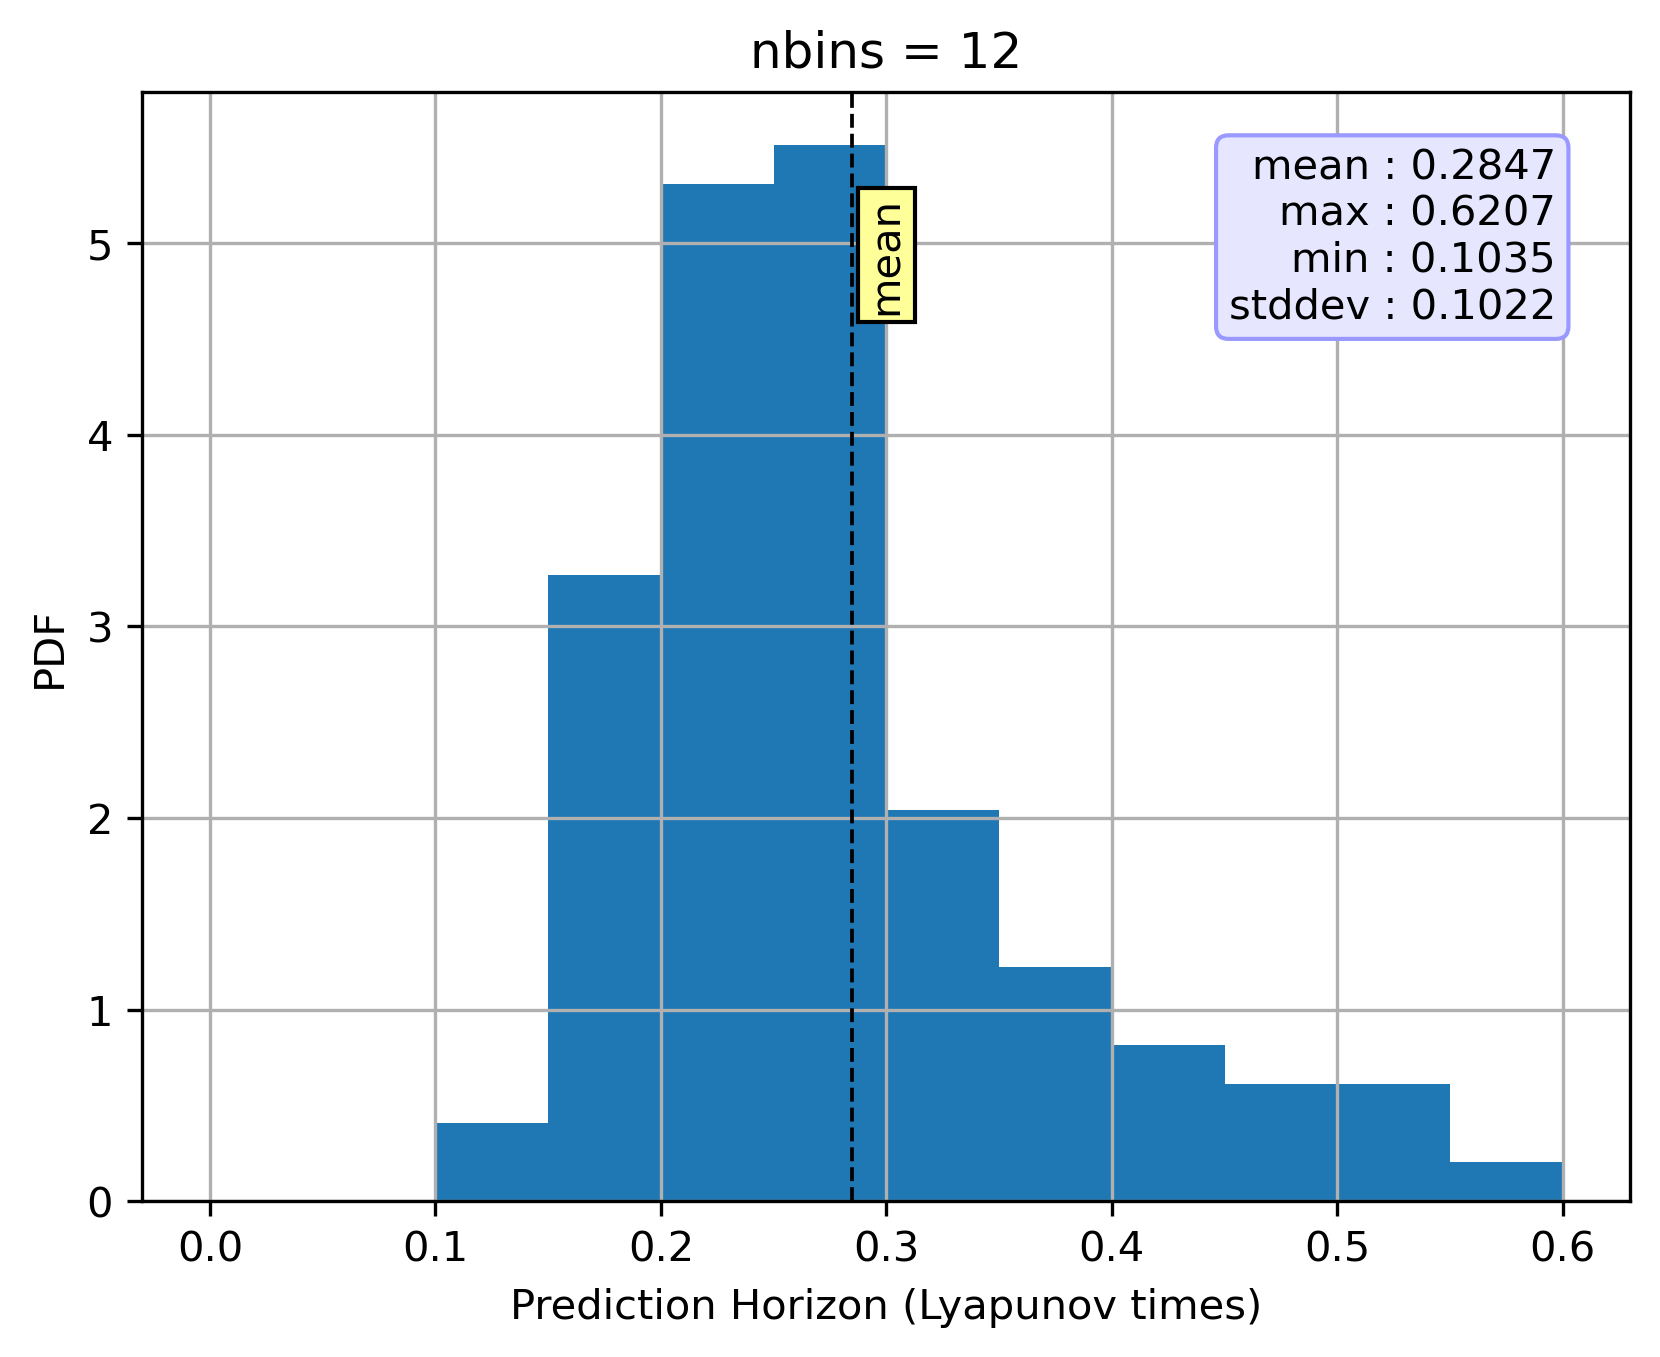 nbins = 12
mean : 0.2847
max : 0.6207
min : 0.1035
stddev : 0.1022
mean
PDF
5
4
3
2
1
0
0.0 0.1 0.2 0.3 0.4 0.5 0.6
Prediction Horizon (Lyapunov times)